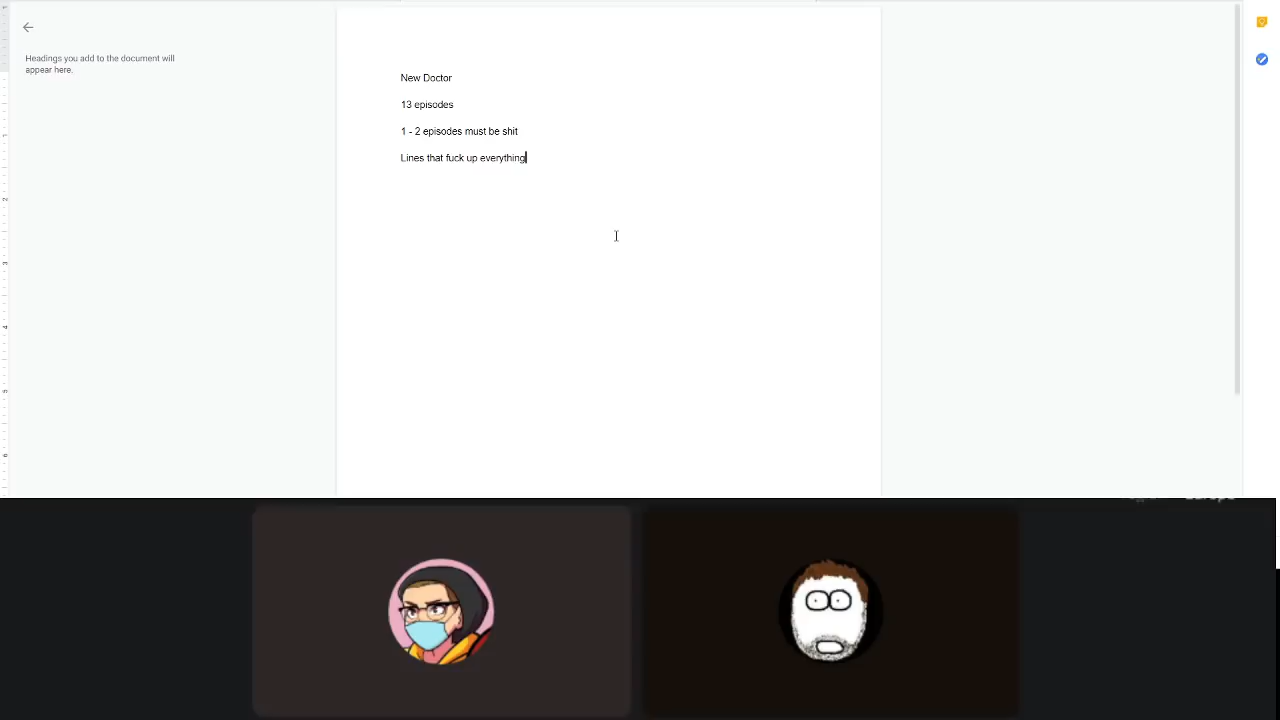 Headings you add to the document will
appear here.
New Doctor
13 episodes
1 - 2 episodes must be shit
Lines that fuck up everything